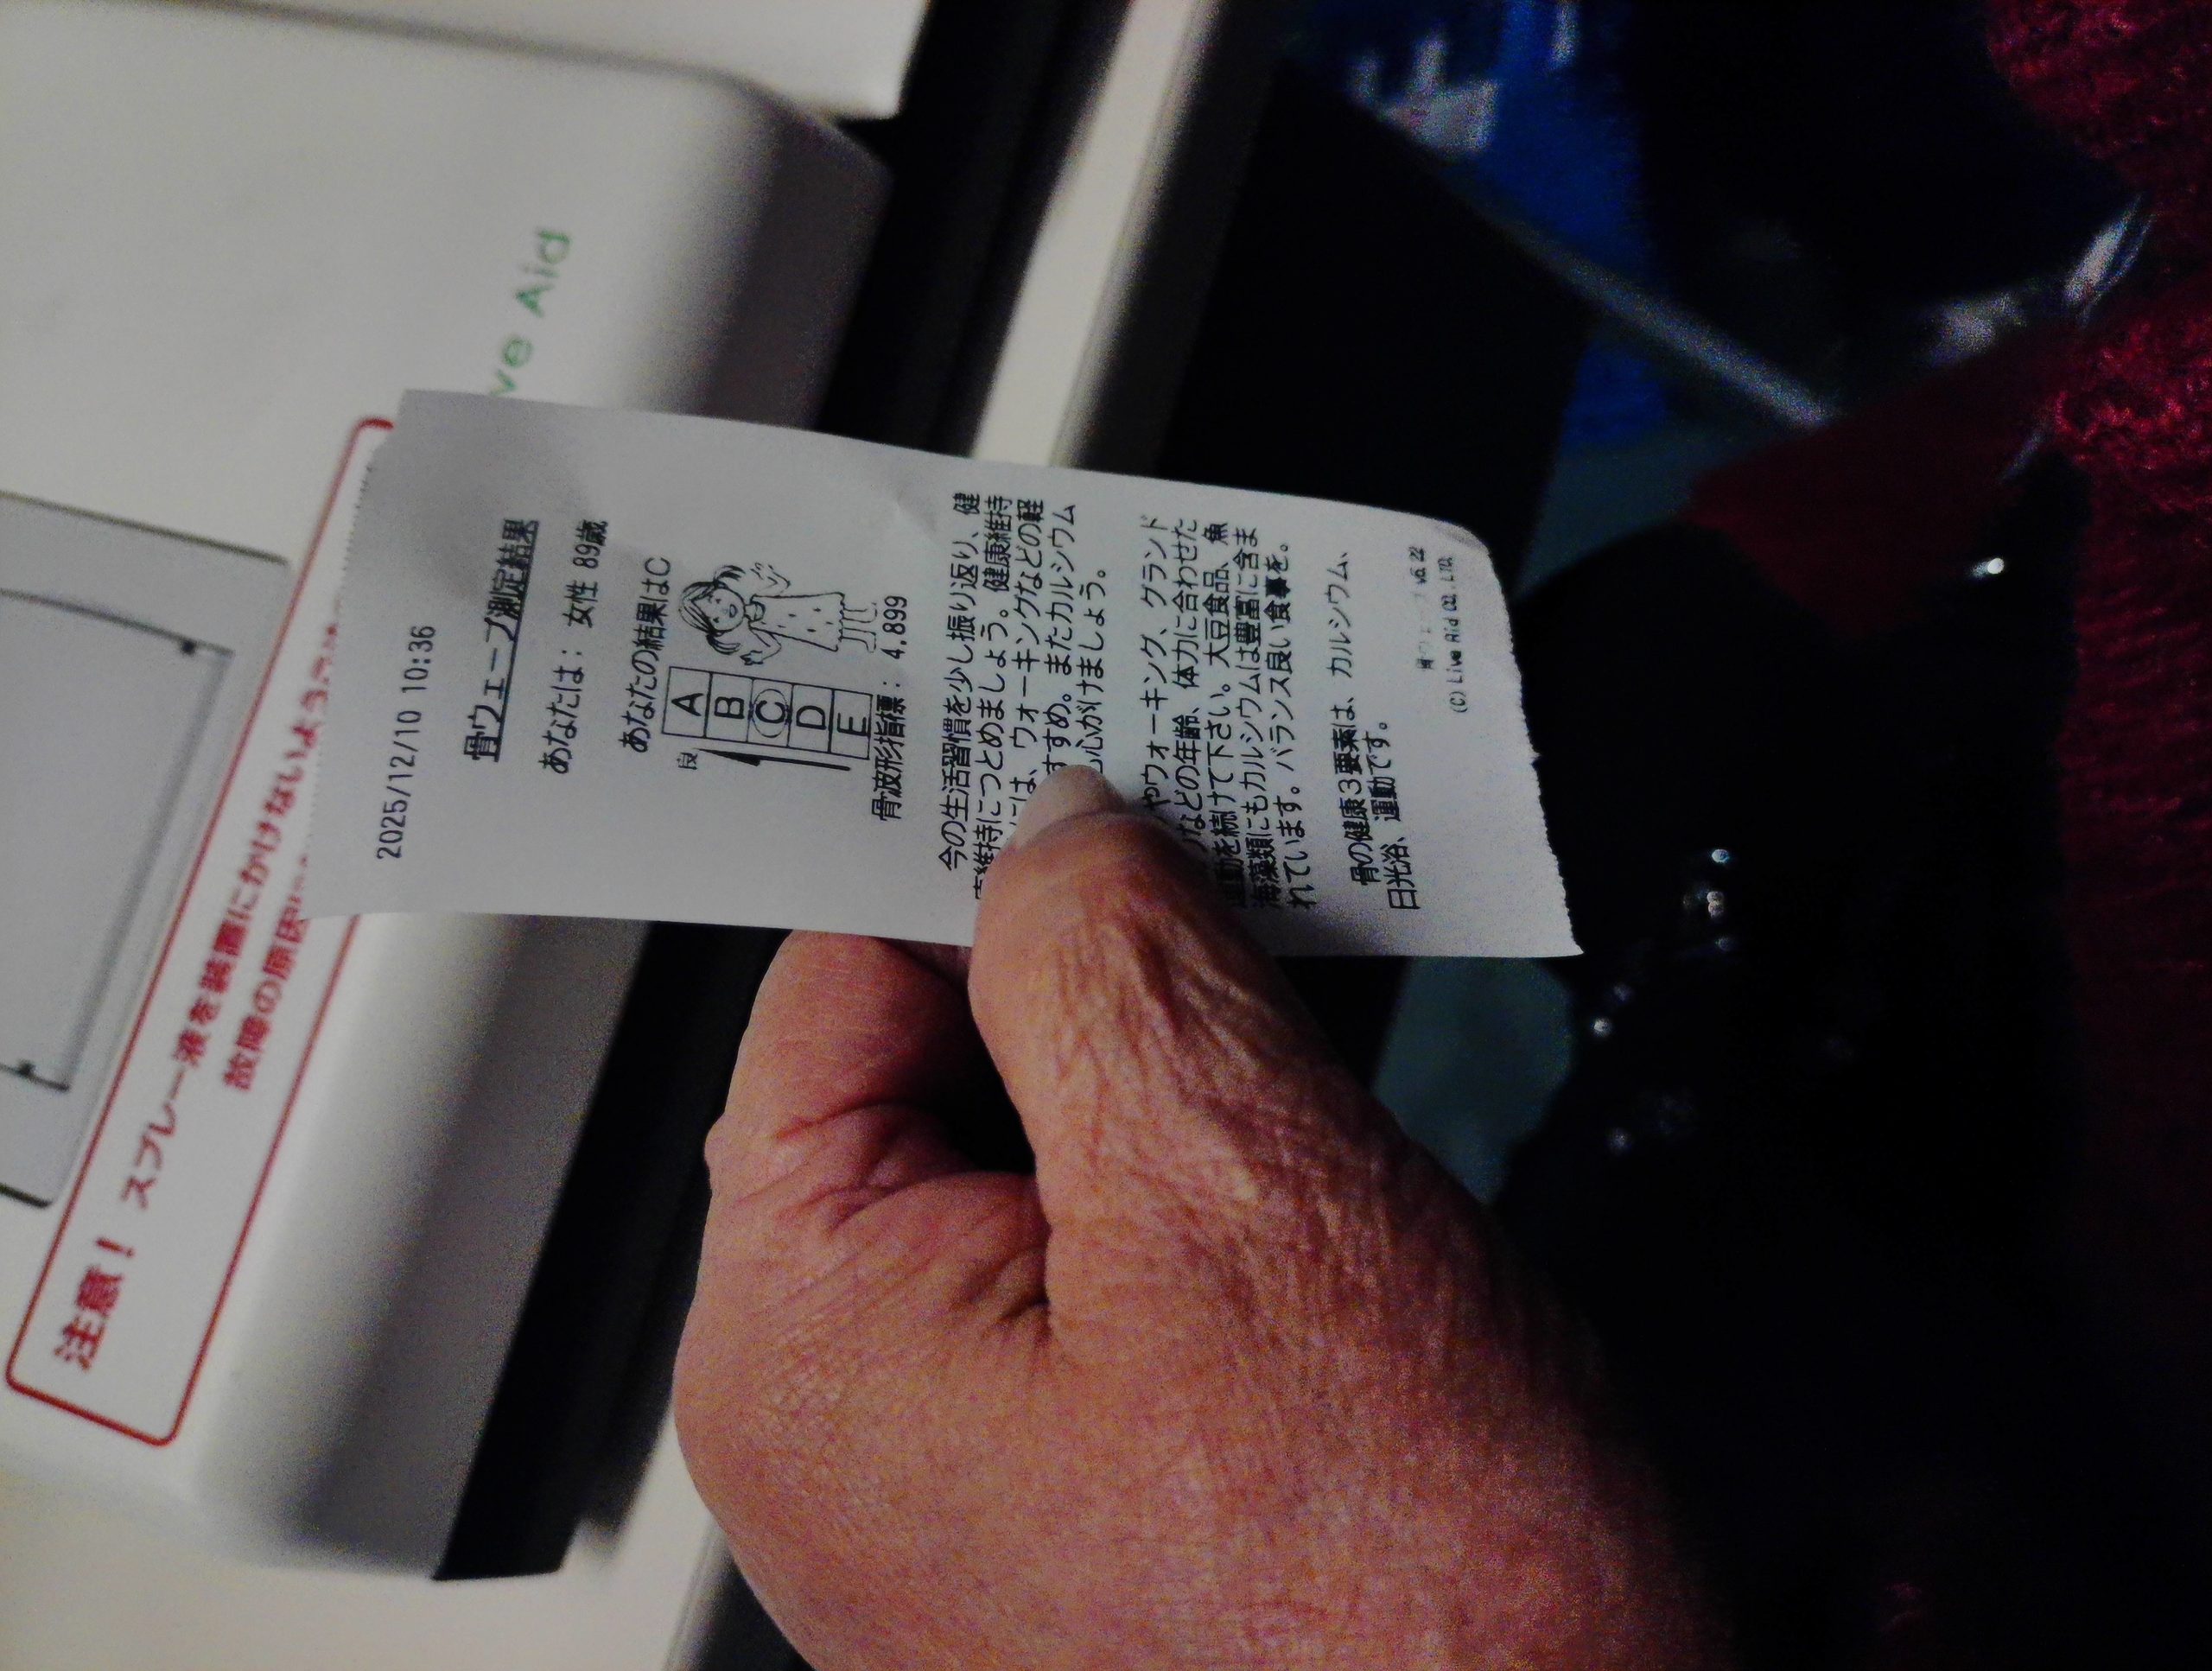 2025/12/10 10:36
骨ウェーブ測定結果
あなたは： 女性 89歳
あなたの結果はC
良
A
B
C
D
E
骨波形指標： 4.899
今の生活習慣を少し振り返り、健
康維持につとめましょう。健康維持
には、ウォーキングなどの軽
すすめ。またカルシウム
心がけましょう。
やウォーキング、グランド
などの年齢、体力に合わせた
運動を続けて下さい。大豆食品、魚
海藻類にもカルシウムは豊富に含ま
れています。バランス良い食事を。
骨の健康3要素は、カルシウム、
日光浴、運動です。
v6.22
(C) Live Aid CO.LTD.
ve Aid
注意！ スプレー液を装置にかけないよう
故障の原因